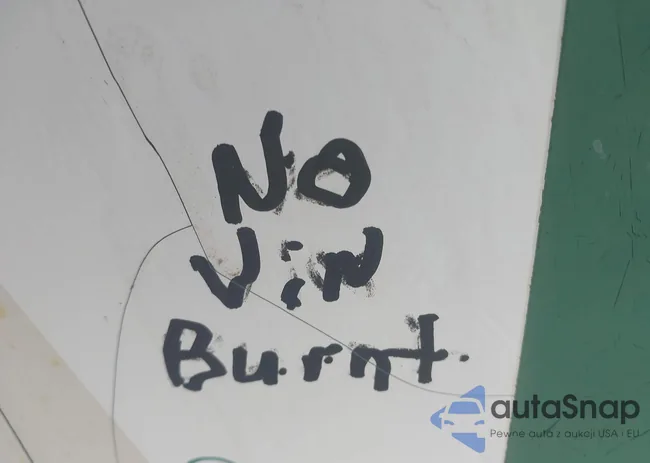 NO
ViN
Burnt.
autaSnap
Pewne auta z aukcji USA i EU